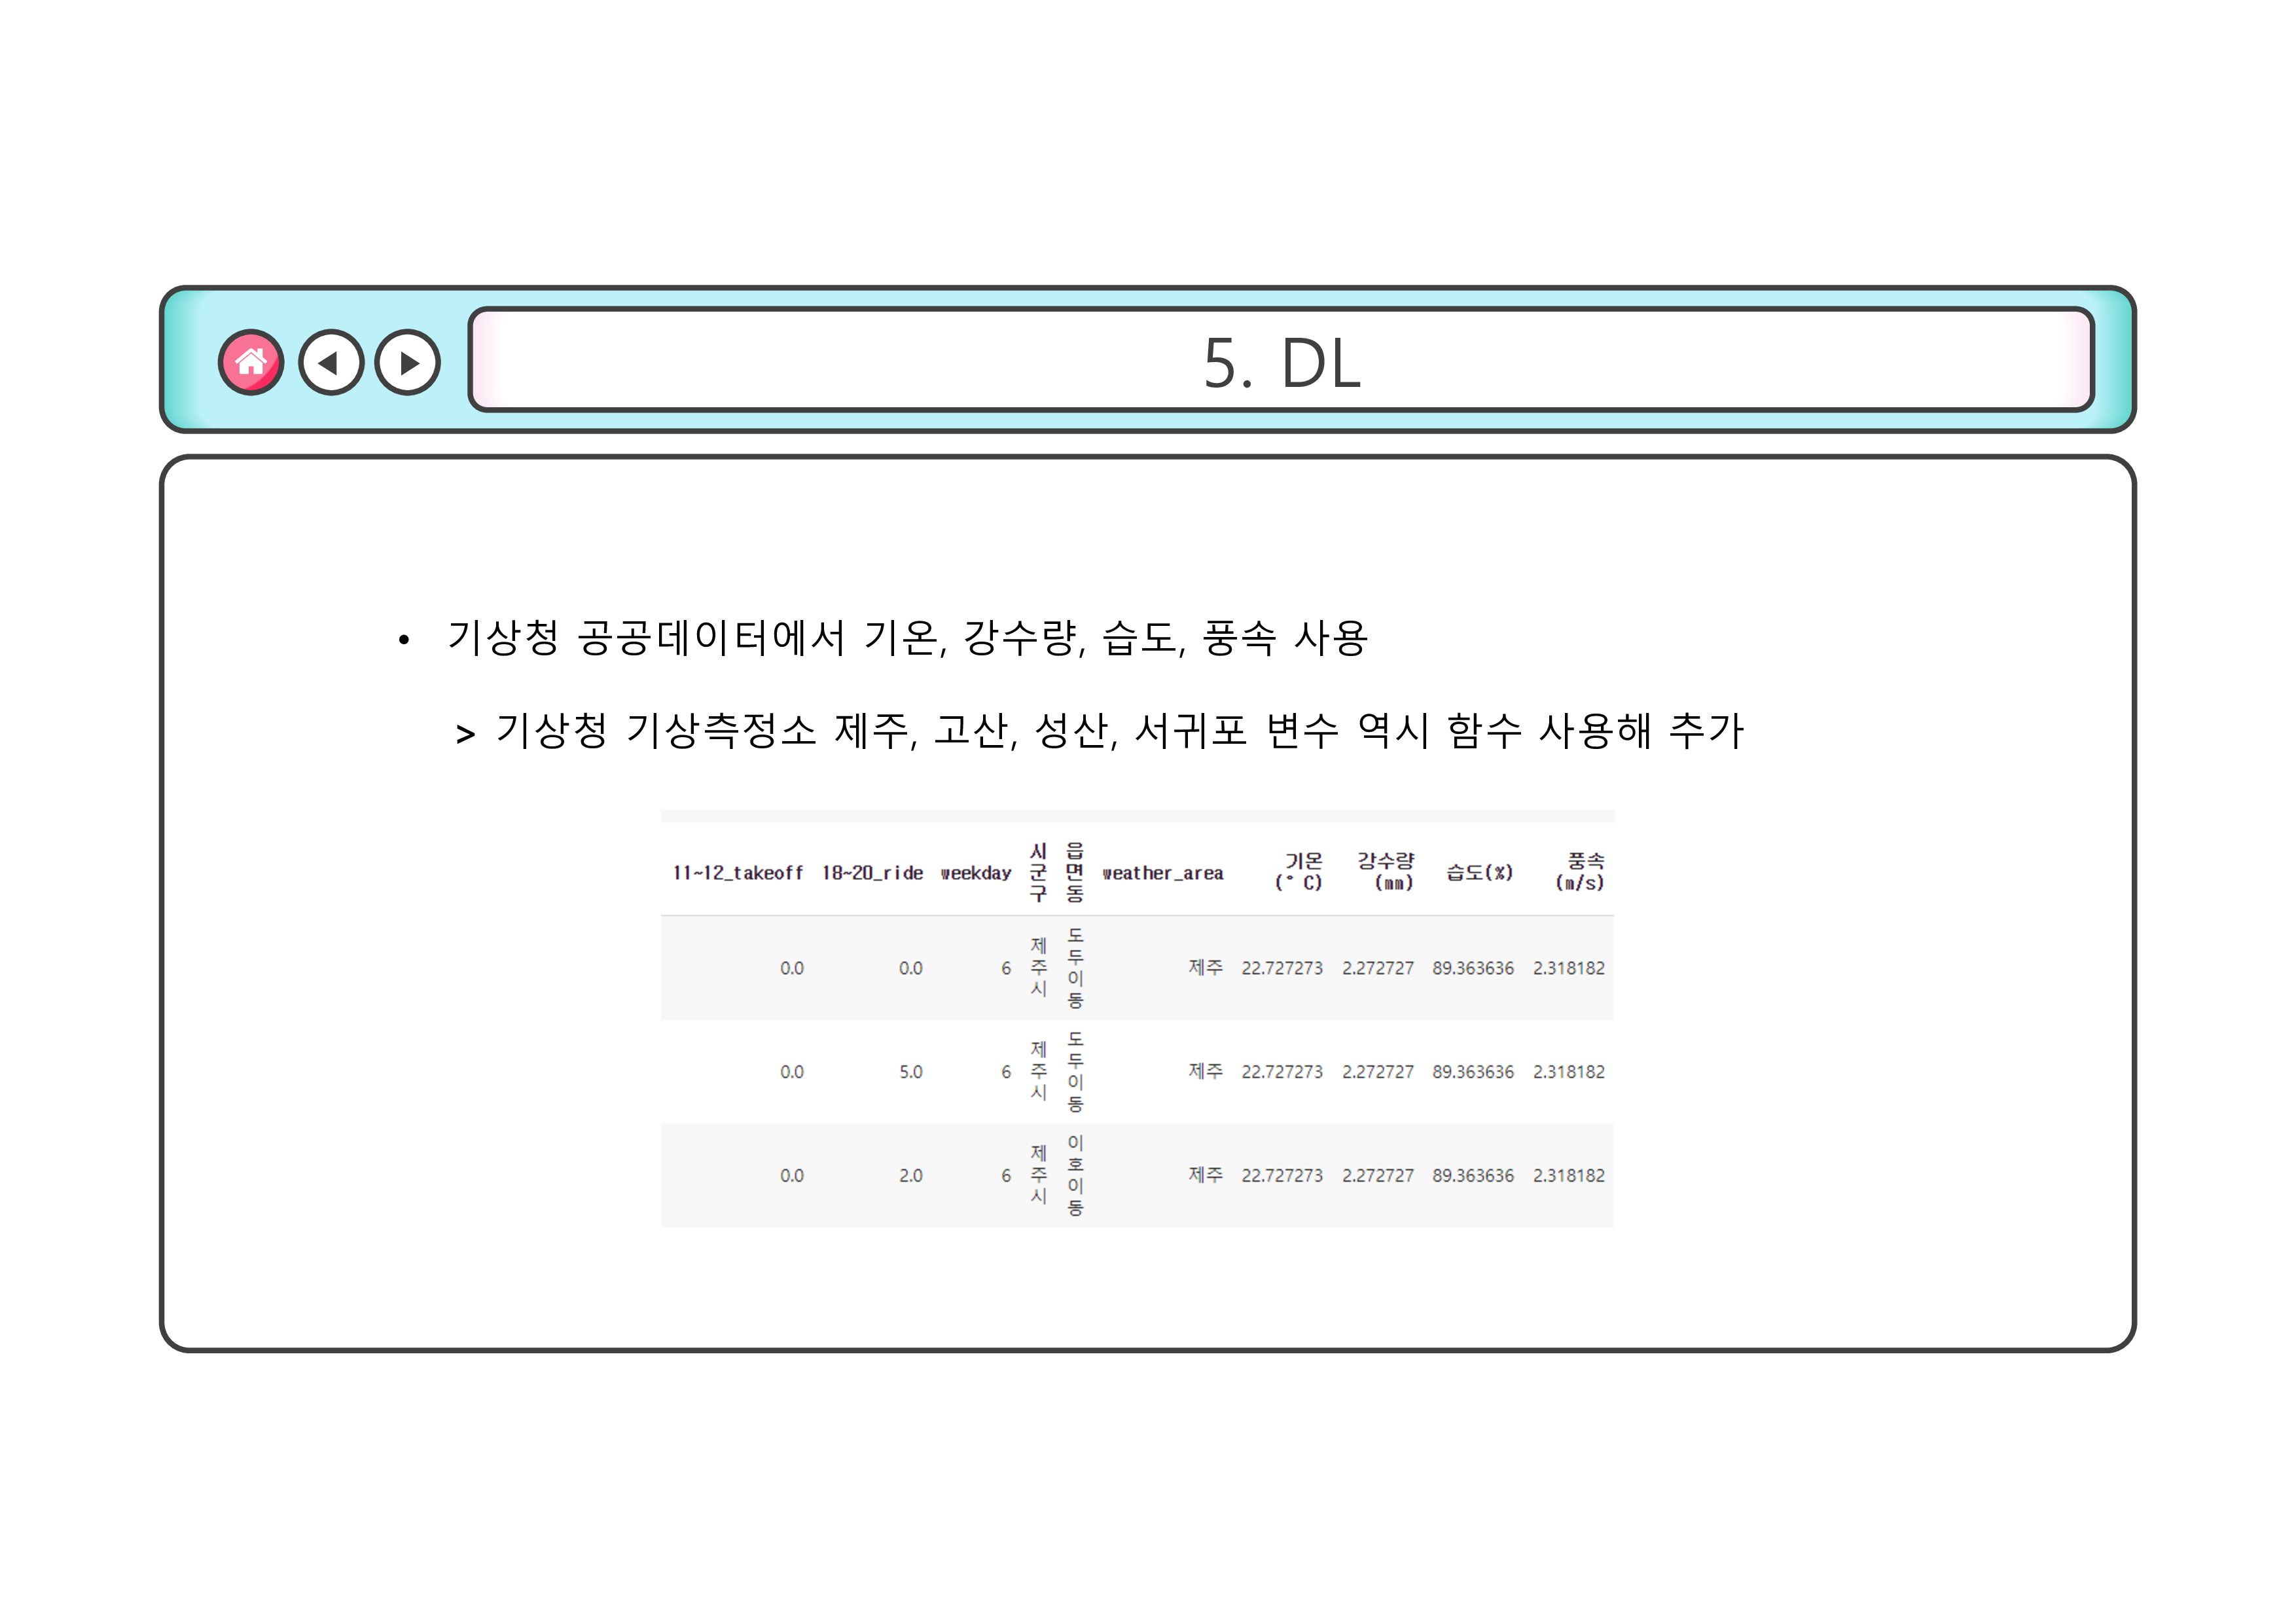 5. DL
• 기상청 공공데이터에서 기온, 강수량, 습도, 풍속 사용
> 기상청 기상측정소 제주, 고산, 성산, 서귀포 변수 역시 함수 사용해 추가
11~12_takeoff 18~20_ride weekday 시군구 읍면동 weather_area 기온(° C) 강수량(mm) 습도(%) 풍속(m/s)
0.0 0.0 6 제주시 도두이동 제주 22.727273 2.272727 89.363636 2.318182
0.0 5.0 6 제주시 도두이동 제주 22.727273 2.272727 89.363636 2.318182
0.0 2.0 6 제주시 이호이동 제주 22.727273 2.272727 89.363636 2.318182